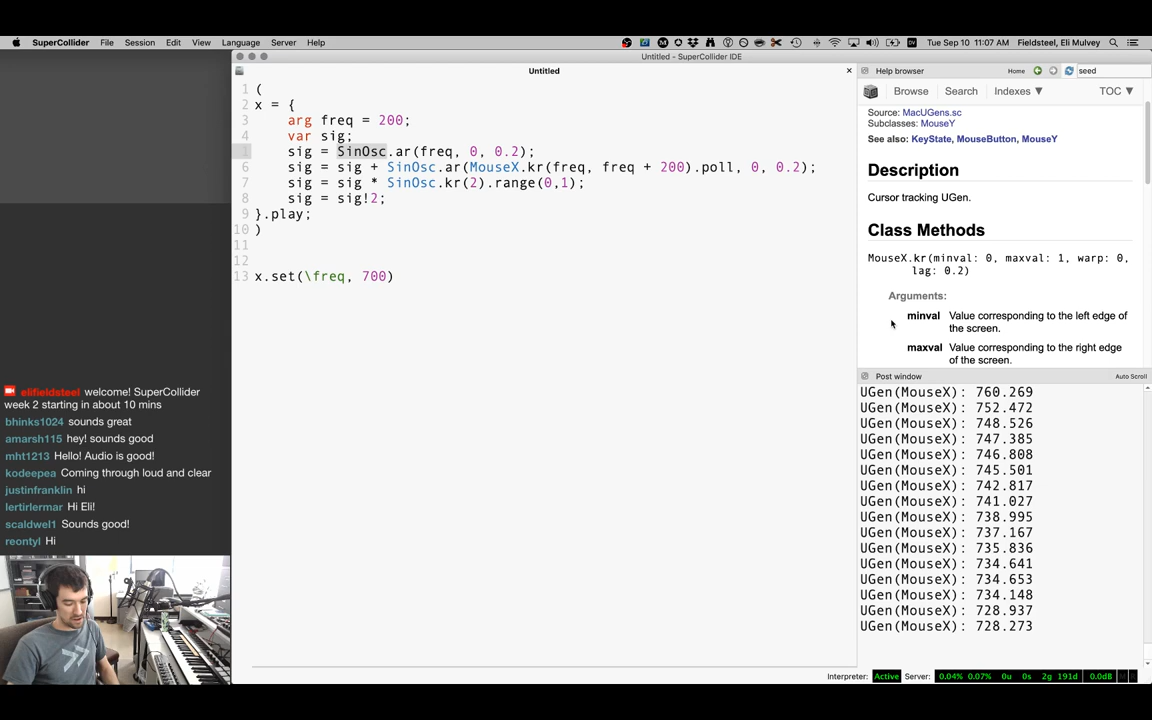 SuperCollider File Session Edit View Language Server Help
Tue Sep 10 11:07 AM Fieldsteel, Eli Mulvey
Untitled - SuperCollider IDE
Untitled
Help browser Home seed
Browse Search Indexes ▼ TOC ▼
1 (
2 x = {
3 arg freq = 200;
4 var sig;
sig = SinOsc.ar(freq, 0, 0.2);
6 sig = sig + SinOsc.ar(MouseX.kr(freq, freq + 200).poll, 0, 0.2);
7 sig = sig * SinOsc.kr(2).range(0,1);
8 sig = sig!2;
9 }.play;
10 )
11
12
13 x.set(\freq, 700)
Source: MacUGens.sc
Subclasses: MouseY
See also: KeyState, MouseButton, MouseY
Description
Cursor tracking UGen.
Class Methods
MouseX.kr(minval: 0, maxval: 1, warp: 0,
lag: 0.2)
Arguments:
minval Value corresponding to the left edge of
the screen.
maxval Value corresponding to the right edge
of the screen.
Post window Auto Scroll
UGen(MouseX): 760.269
UGen(MouseX): 752.472
UGen(MouseX): 748.526
UGen(MouseX): 747.385
UGen(MouseX): 746.808
UGen(MouseX): 745.501
UGen(MouseX): 742.817
UGen(MouseX): 741.027
UGen(MouseX): 738.995
UGen(MouseX): 737.167
UGen(MouseX): 735.836
UGen(MouseX): 734.641
UGen(MouseX): 734.653
UGen(MouseX): 734.148
UGen(MouseX): 728.937
UGen(MouseX): 728.273
elifieldsteel welcome! SuperCollider
week 2 starting in about 10 mins
bhinks1024 sounds great
amarsh115 hey! sounds good
mht1213 Hello! Audio is good!
kodeepea Coming through loud and clear
justinfranklin hi
lertirlermar Hi Eli!
scaldwel1 Sounds good!
reontyl Hi
Interpreter: Active Server: 0.04% 0.07% 0u 0s 2g 191d 0.0dB M R